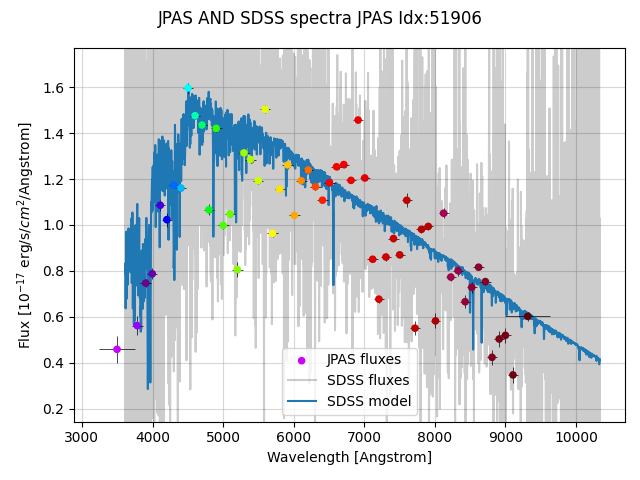 JPAS AND SDSS spectra JPAS Idx:51906
Flux [10⁻¹⁷ erg/s/cm²/Angstrom]
1.6
1.4
1.2
1.0
0.8
0.6
0.4
0.2
JPAS fluxes
SDSS fluxes
SDSS model
3000 4000 5000 6000 7000 8000 9000 10000
Wavelength [Angstrom]